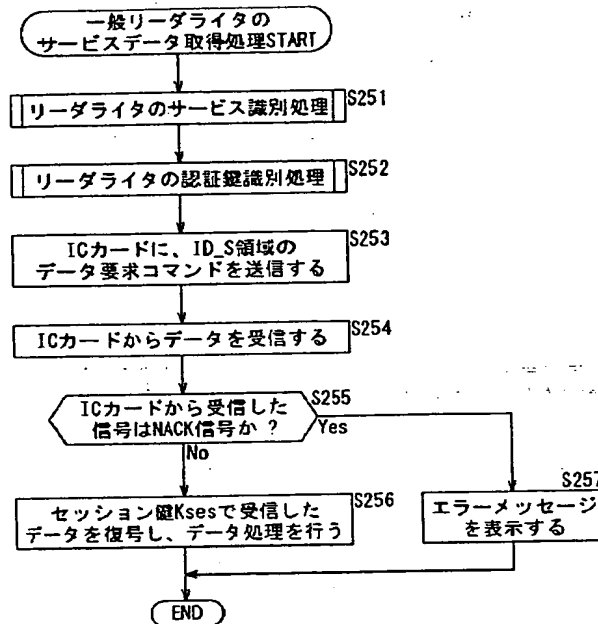 一般リーダライタの
サービスデータ取得処理START
リーダライタのサービス識別処理
S251
リーダライタの認証鍵識別処理
S252
S253
ICカードに、ID_S領域の
データ要求コマンドを送信する
S254
ICカードからデータを受信する
S255
ICカードから受信した
信号はNACK信号か ?
Yes
No
S256
セッション鍵Ksesで受信した
データを復号し、データ処理を行う
S257
エラーメッセージ
を表示する
END